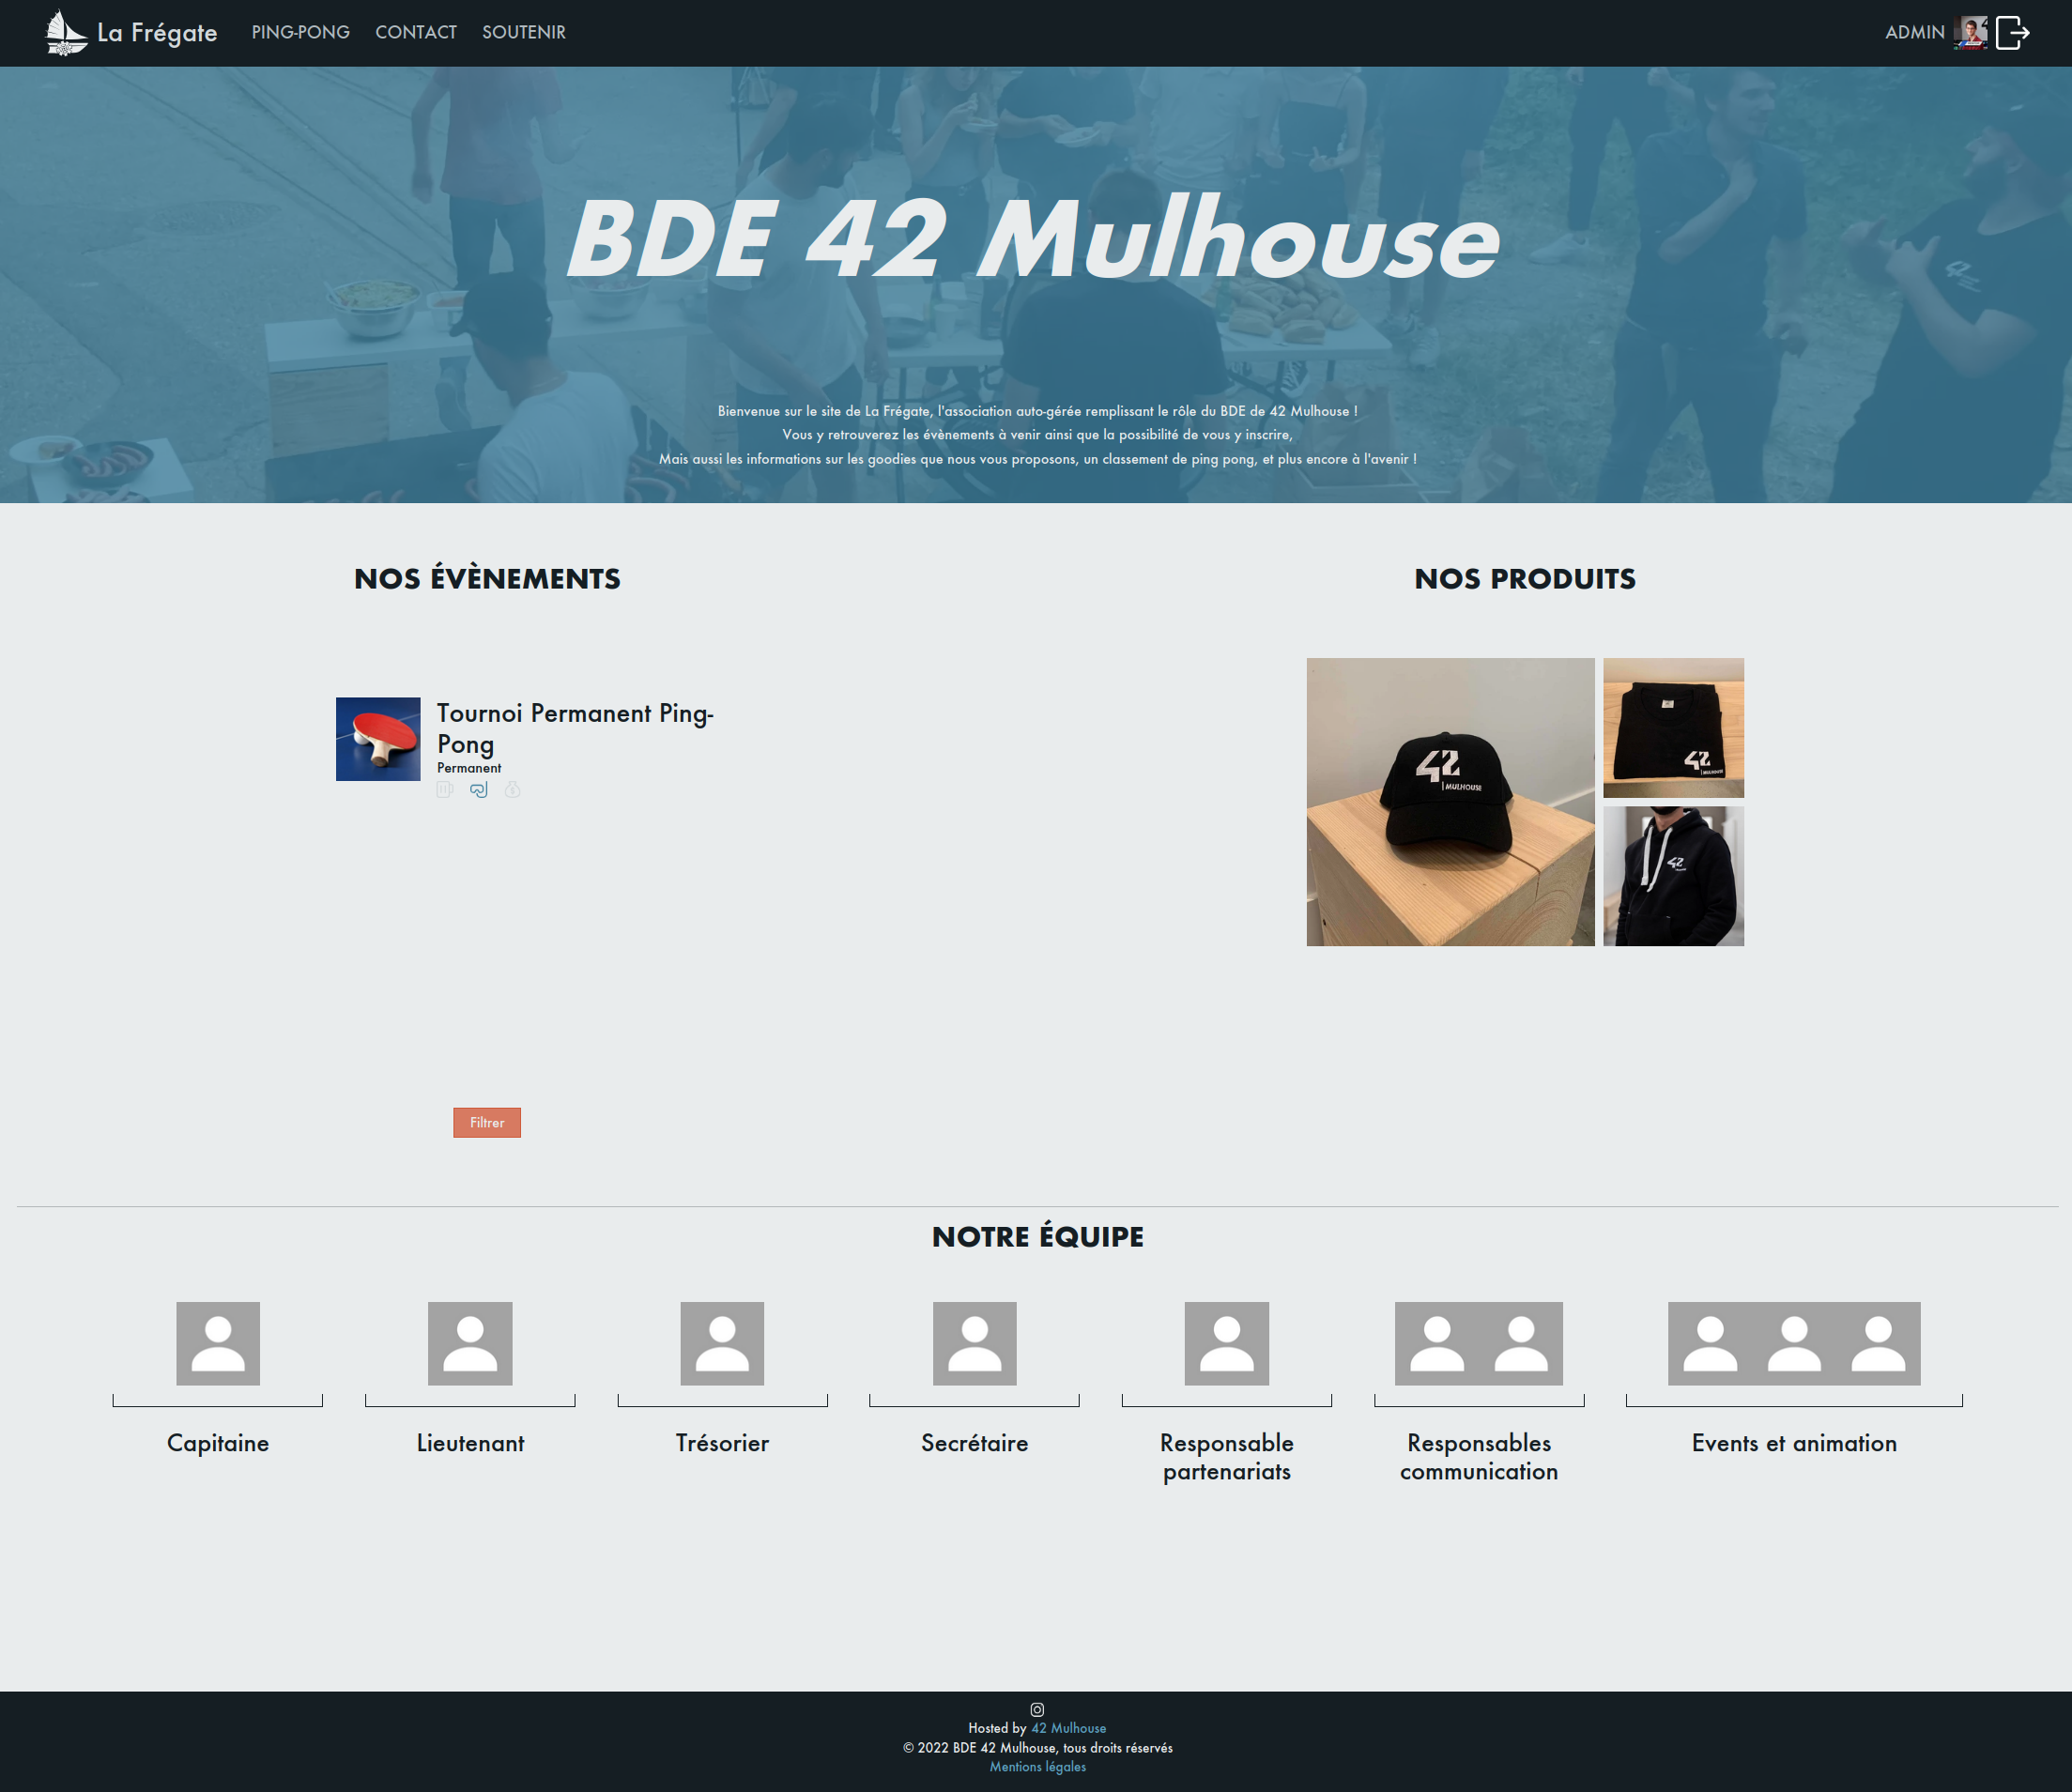 La Frégate PING-PONG CONTACT SOUTENIR ADMIN
BDE 42 Mulhouse
Bienvenue sur le site de La Frégate, l'association auto-gérée remplissant le rôle du BDE de 42 Mulhouse !
Vous y retrouverez les évènements à venir ainsi que la possibilité de vous y inscrire,
Mais aussi les informations sur les goodies que nous vous proposons, un classement de ping pong, et plus encore à l'avenir !
NOS ÉVÈNEMENTS
Tournoi Permanent Ping-
Pong
Permanent
Filtrer
NOS PRODUITS
42
MULHOUSE
42
MULHOUSE
42
NOTRE ÉQUIPE
Capitaine
Lieutenant
Trésorier
Secrétaire
Responsable
partenariats
Responsables
communication
Events et animation
Hosted by 42 Mulhouse
© 2022 BDE 42 Mulhouse, tous droits réservés
Mentions légales